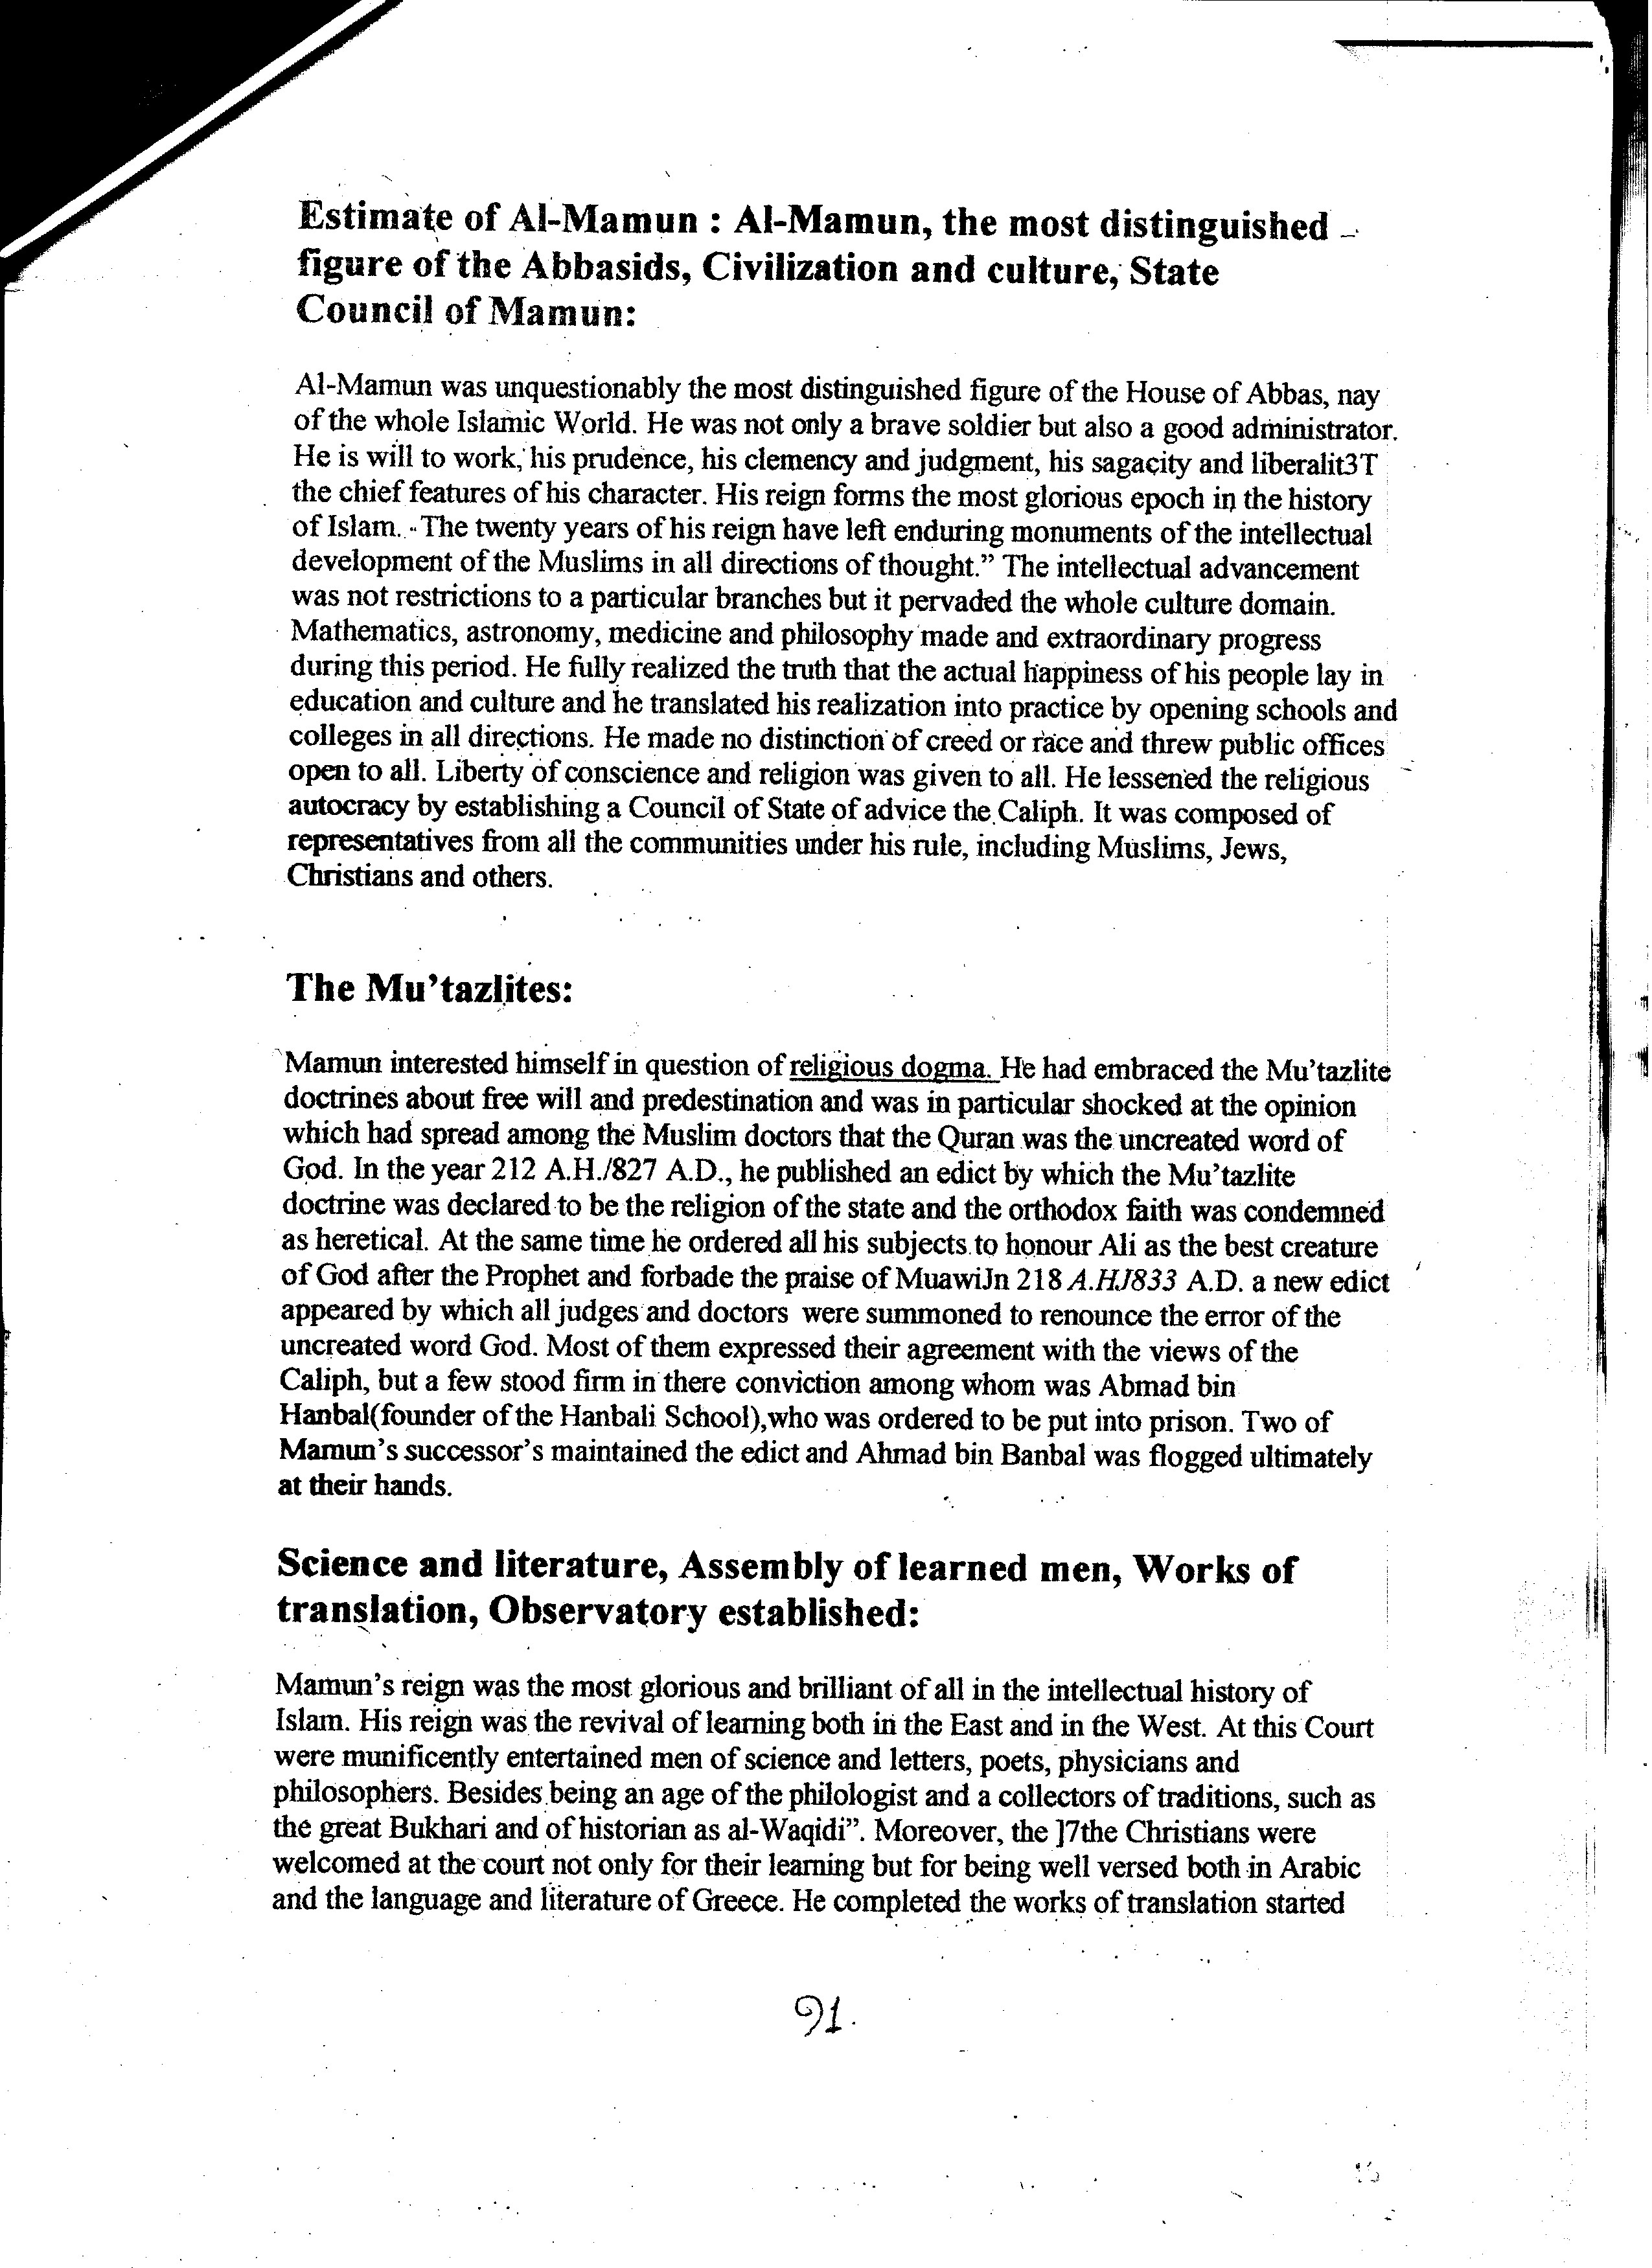 Estimate of Al-Mamun : Al-Mamun, the most distinguished
figure of the Abbasids, Civilization and culture, State
Council of Mamun:
Al-Mamun was unquestionably the most distinguished figure of the House of Abbas, nay
of the whole Islamic World. He was not only a brave soldier but also a good administrator.
He is will to work, his prudence, his clemency and judgment, his sagacity and liberalit3T
the chief features of his character. His reign forms the most glorious epoch in the history
of Islam. - The twenty years of his reign have left enduring monuments of the intellectual
development of the Muslims in all directions of thought.” The intellectual advancement
was not restrictions to a particular branches but it pervaded the whole culture domain.
Mathematics, astronomy, medicine and philosophy made and extraordinary progress
during this period. He fully realized the truth that the actual happiness of his people lay in
education and culture and he translated his realization into practice by opening schools and
colleges in all directions. He made no distinction of creed or race and threw public offices
open to all. Liberty of conscience and religion was given to all. He lessened the religious
autocracy by establishing a Council of State of advice the Caliph. It was composed of
representatives from all the communities under his rule, including Muslims, Jews,
Christians and others.
The Mu’tazlites:
Mamun interested himself in question of religious dogma. He had embraced the Mu’tazlite
doctrines about free will and predestination and was in particular shocked at the opinion
which had spread among the Muslim doctors that the Quran was the uncreated word of
God. In the year 212 A.H./827 A.D., he published an edict by which the Mu’tazlite
doctrine was declared to be the religion of the state and the orthodox faith was condemned
as heretical. At the same time he ordered all his subjects to honour Ali as the best creature
of God after the Prophet and forbade the praise of MuawiJn 218 A.HJ833 A.D. a new edict
appeared by which all judges and doctors were summoned to renounce the error of the
uncreated word God. Most of them expressed their agreement with the views of the
Caliph, but a few stood firm in there conviction among whom was Abmad bin
Hanbal(founder of the Hanbali School),who was ordered to be put into prison. Two of
Mamun’s successor’s maintained the edict and Ahmad bin Banbal was flogged ultimately
at their hands.
Science and literature, Assembly of learned men, Works of
translation, Observatory established:
Mamun’s reign was the most glorious and brilliant of all in the intellectual history of
Islam. His reign was the revival of learning both in the East and in the West. At this Court
were munificently entertained men of science and letters, poets, physicians and
philosophers. Besides being an age of the philologist and a collectors of traditions, such as
the great Bukhari and of historian as al-Waqidi”. Moreover, the ]7the Christians were
welcomed at the court not only for their learning but for being well versed both in Arabic
and the language and literature of Greece. He completed the works of translation started
91.